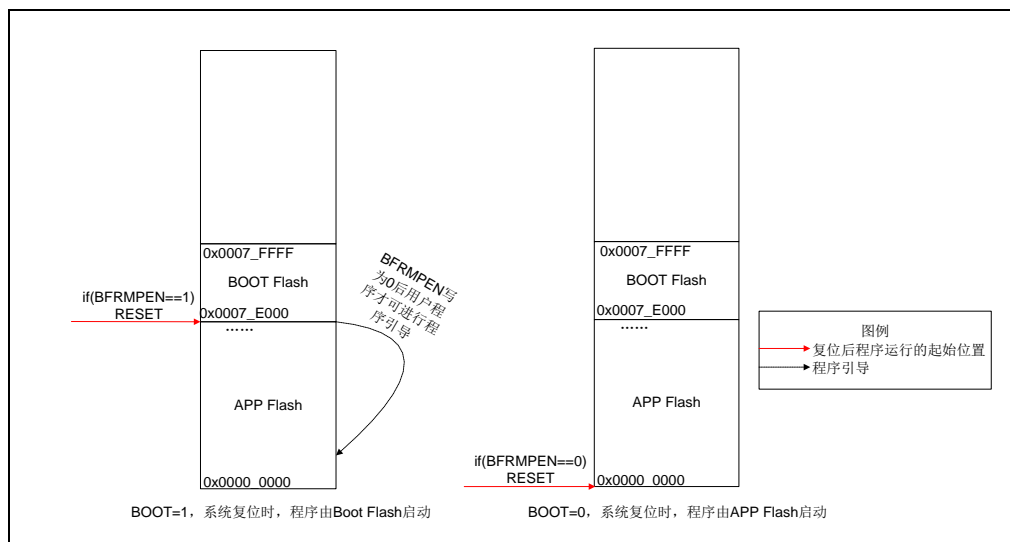 0x0007_FFFF
BOOT Flash
if(BFRMPEN==1)
RESET
0x0007_E000
……
BFRMPEN写
为0后用户程
序才可进行程
序引导
APP Flash
0x0000_0000
BOOT=1，系统复位时，程序由Boot Flash启动
0x0007_FFFF
BOOT Flash
0x0007_E000
……
APP Flash
if(BFRMPEN==0)
RESET
0x0000_0000
BOOT=0，系统复位时，程序由APP Flash启动
图例
复位后程序运行的起始位置
程序引导